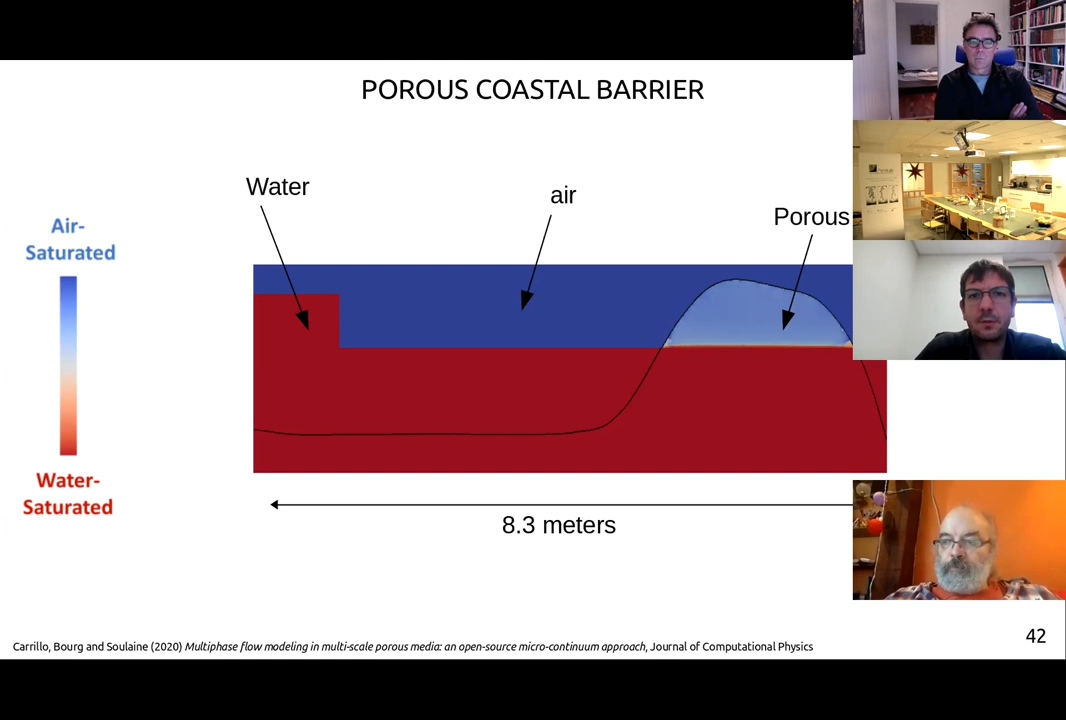 POROUS COASTAL BARRIER
Water
air
Porous
Air-
Saturated
Water-
Saturated
8.3 meters
42
Carrillo, Bourg and Soulaine (2020) Multiphase flow modeling in multi-scale porous media: an open-source micro-continuum approach, Journal of Computational Physics